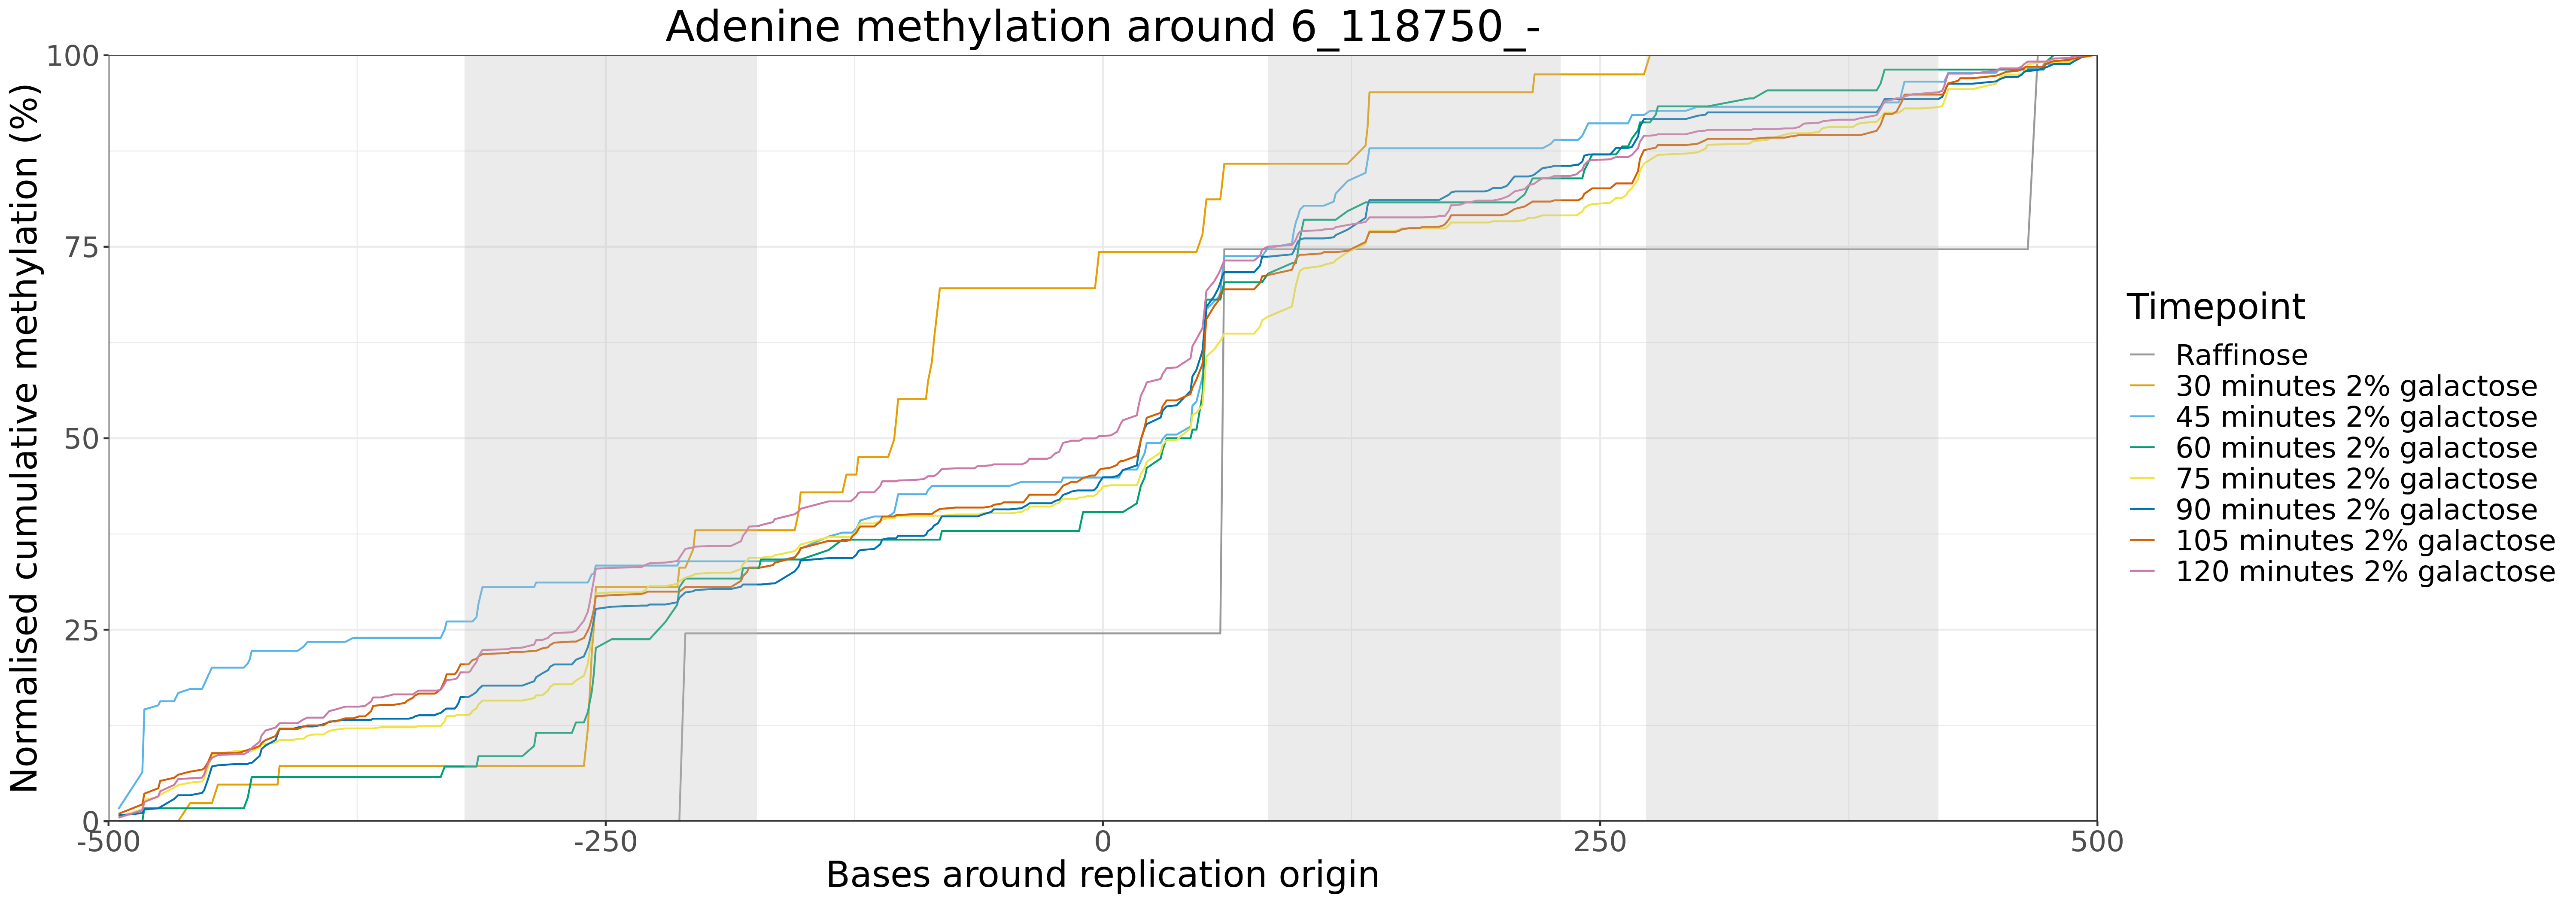 Adenine methylation around 6_118750_-
Normalised cumulative methylation (%)
100
75
50
25
0
-500
-250
0
250
500
Bases around replication origin
Timepoint
Raffinose
30 minutes 2% galactose
45 minutes 2% galactose
60 minutes 2% galactose
75 minutes 2% galactose
90 minutes 2% galactose
105 minutes 2% galactose
120 minutes 2% galactose